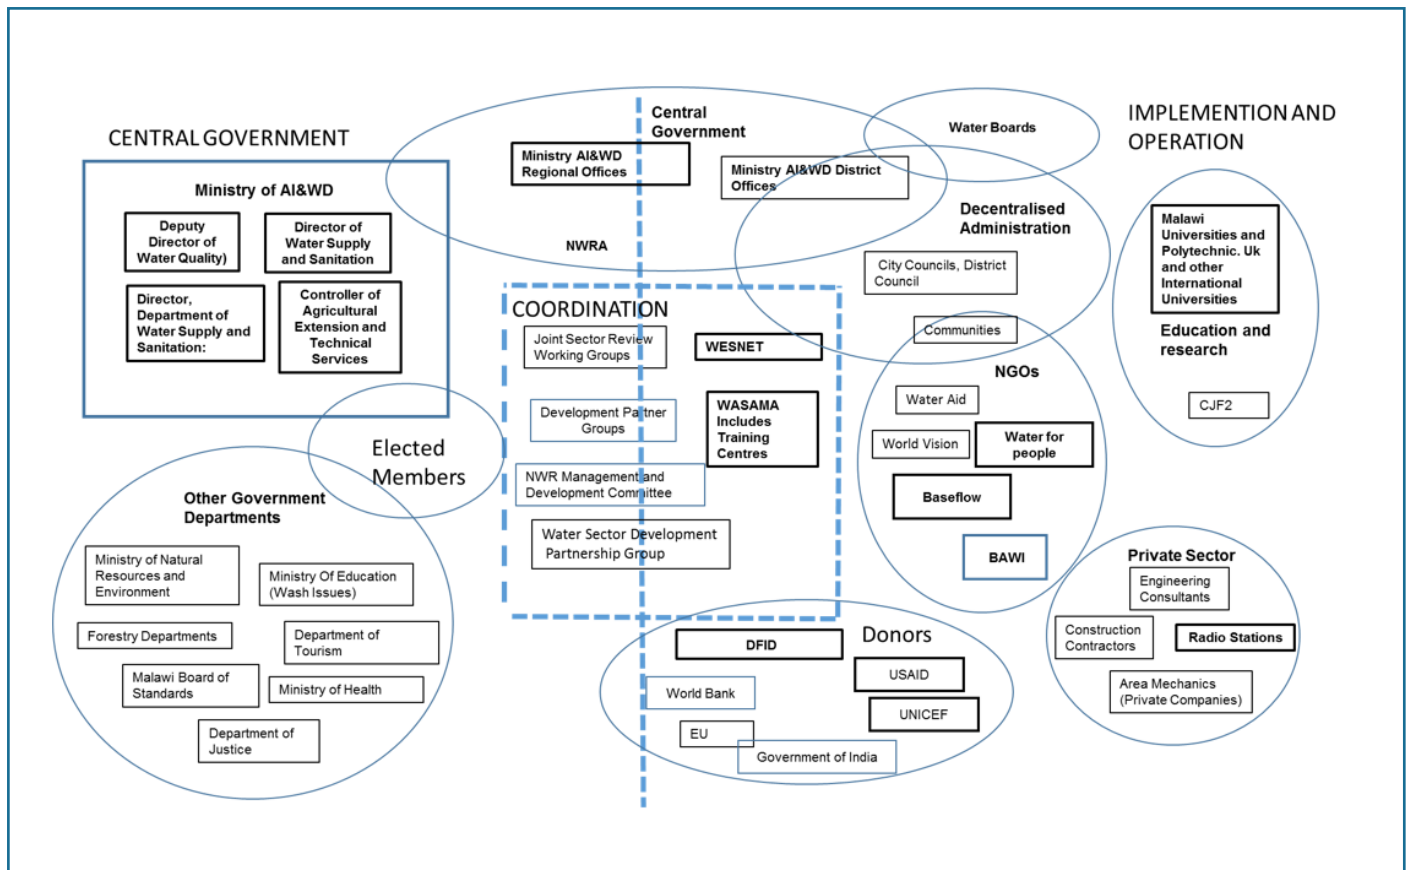 CENTRAL GOVERNMENT
Ministry of AI&WD
Deputy
Director of
Water Quality)
Director of
Water Supply
and Sanitation
Director,
Department of
Water Supply and
Sanitation:
Controller of
Agricultural
Extension and
Technical
Services
Elected
Members
Other Government
Departments
Ministry of Natural
Resources and
Environment
Ministry Of Education
(Wash Issues)
Forestry Departments
Department of
Tourism
Malawi Board of
Standards
Ministry of Health
Department of
Justice
Central
Government
Ministry AI&WD
Regional Offices
Ministry AI&WD District
Offices
NWRA
COORDINATION
Joint Sector Review
Working Groups
WESNET
Development Partner
Groups
WASAMA
Includes
Training
Centres
NWR Management and
Development Committee
Water Sector Development
Partnership Group
Donors
DFID
USAID
World Bank
UNICEF
EU
Government of India
Water Boards
Decentralised
Administration
City Councils, District
Council
Communities
NGOs
Water Aid
World Vision
Water for
people
Baseflow
BAWI
IMPLEMENTION AND
OPERATION
Malawi
Universities and
Polytechnic. Uk
and other
International
Universities
Education and
research
CJF2
Private Sector
Engineering
Consultants
Construction
Contractors
Radio Stations
Area Mechanics
(Private Companies)